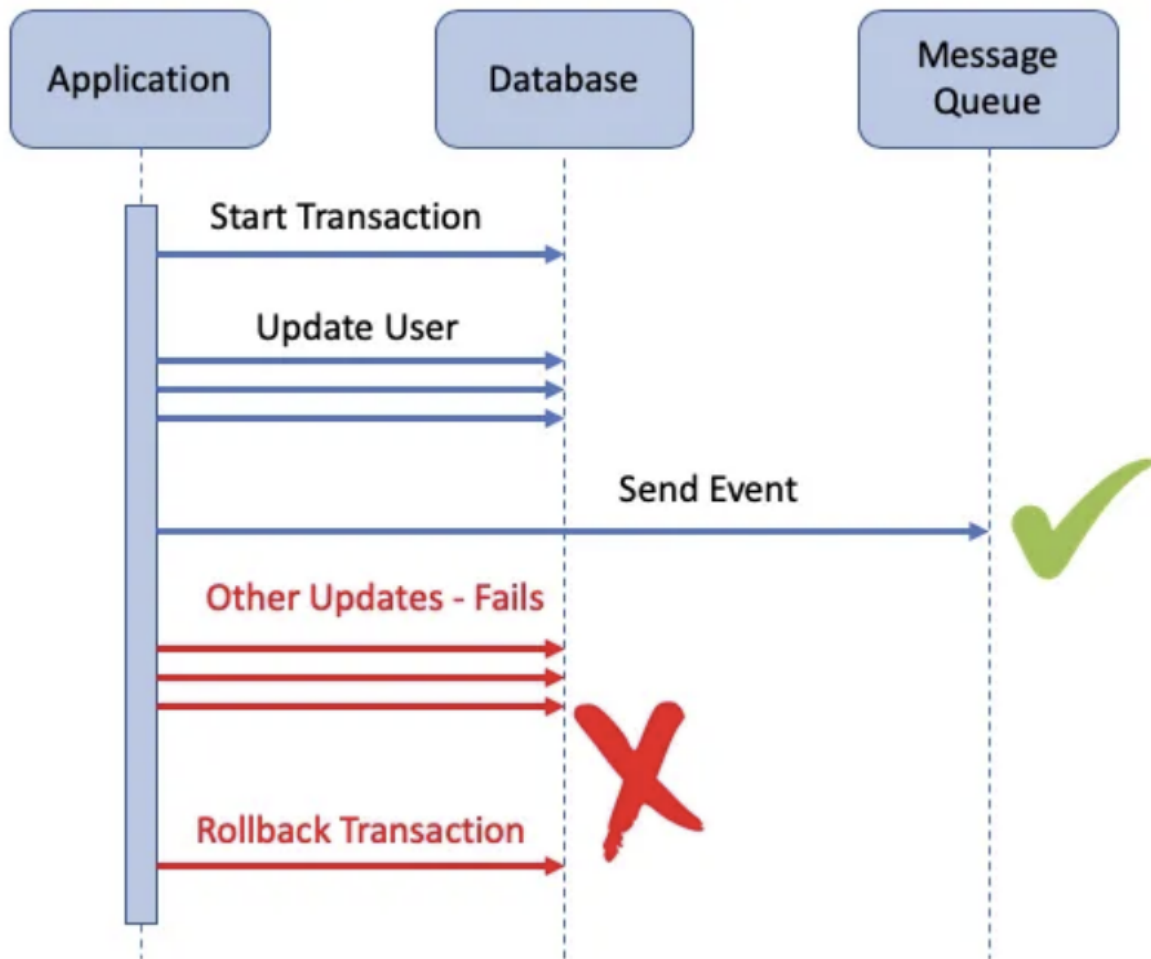 Application
Database
Message
Queue
Start Transaction
Update User
Send Event
Other Updates - Fails
Rollback Transaction